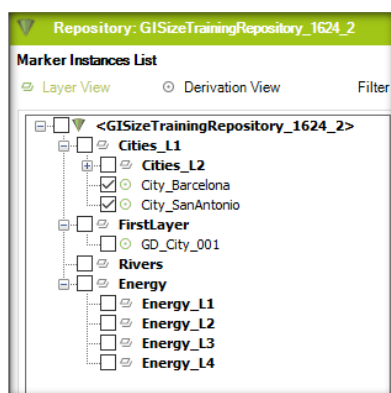 Repository: GISizeTrainingRepository_1624_2
Marker Instances List
Layer View Derivation View Filter
<GISizeTrainingRepository_1624_2>
Cities_L1
Cities_L2
City_Barcelona
City_SanAntonio
FirstLayer
GD_City_001
Rivers
Energy
Energy_L1
Energy_L2
Energy_L3
Energy_L4